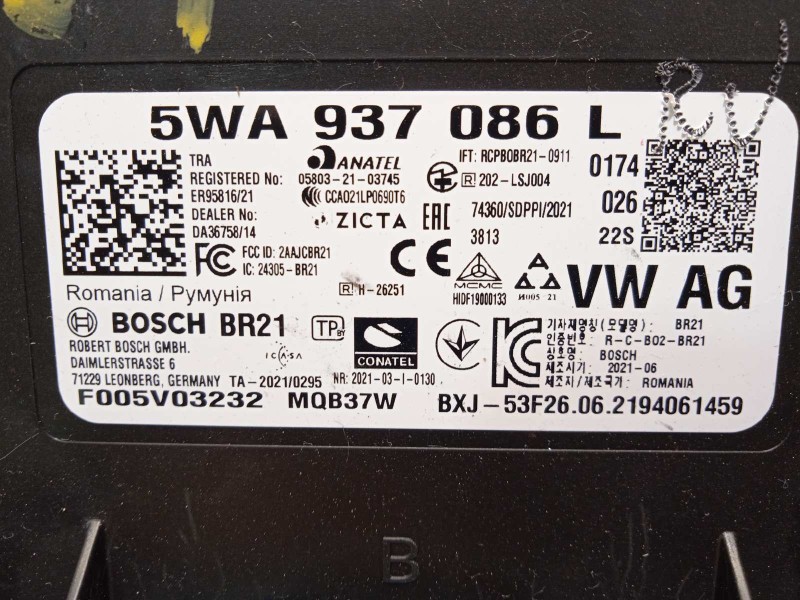 5WA 937 086 L
RV
TRA
REGISTERED No:
ER95816/21
DEALER No:
DA36758/14
ANATEL
05803-21-03745
CCAO21LP0690T6
ZICTA
EAC
IFT: RCPBOBR21-0911
R 202-LSJ004
74360/SDPPI/2021
3813
0174
026
22S
FC FCC ID: 2AAJCBR21
IC: 24305-BR21
CE
MCMC
HIDF19000133
VW AG
Romania / Румунія
R H-26251
BOSCH BR21
TP BY
CONATEL
ICASA
ROBERT BOSCH GMBH.
DAIMLERSTRASSE 6
71229 LEONBERG, GERMANY TA-2021/0295
NR: 2021-03-I-0130
기자재명칭 (모델명) : BR21
인증번호 : R-C-B02-BR21
상호명 : BOSCH
제조시기 : 2021-06
제조자/제조국가 : ROMANIA
F005V03232 MQB37W BXJ-53F26.06.2194061459
B